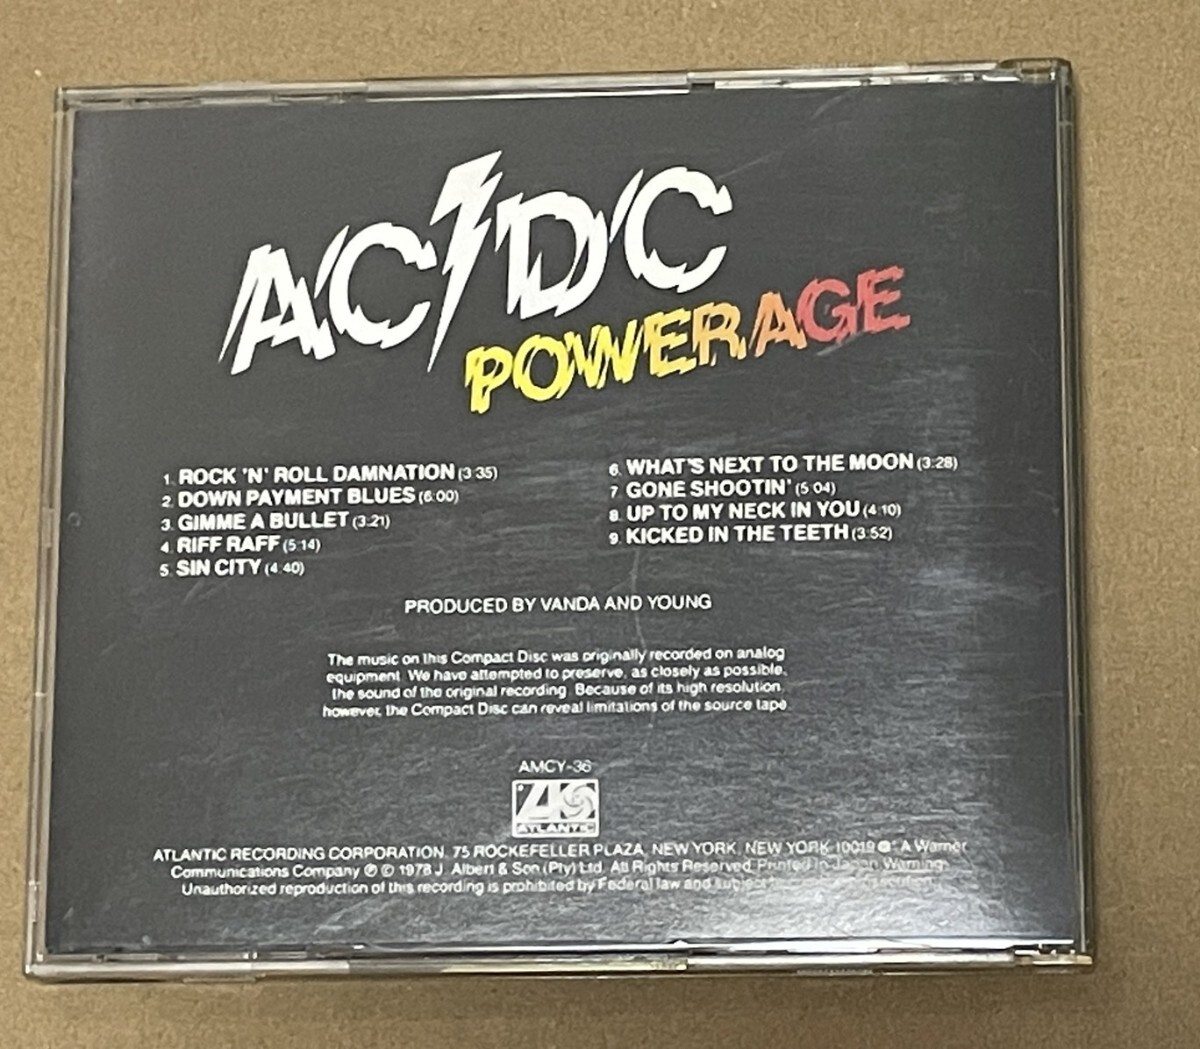 AC/DC
POWERAGE
1. ROCK 'N' ROLL DAMNATION (3:35)
2. DOWN PAYMENT BLUES (6:00)
3. GIMME A BULLET (3:21)
4. RIFF RAFF (5:14)
5. SIN CITY (4:40)
6. WHAT'S NEXT TO THE MOON (3:28)
7. GONE SHOOTIN' (5:04)
8. UP TO MY NECK IN YOU (4:10)
9. KICKED IN THE TEETH (3:52)
PRODUCED BY VANDA AND YOUNG
The music on this Compact Disc was originally recorded on analog
equipment. We have attempted to preserve, as closely as possible,
the sound of the original recording. Because of its high resolution,
however, the Compact Disc can reveal limitations of the source tape.
AMCY-36
ATLANTIC
ATLANTIC RECORDING CORPORATION, 75 ROCKEFELLER PLAZA, NEW YORK, NEW YORK 10019 A Warner
Communications Company ℗ © 1978 J. Albert & Son (Pty) Ltd. All Rights Reserved. Printed in Japan Warning:
Unauthorized reproduction of this recording is prohibited by Federal law and subject